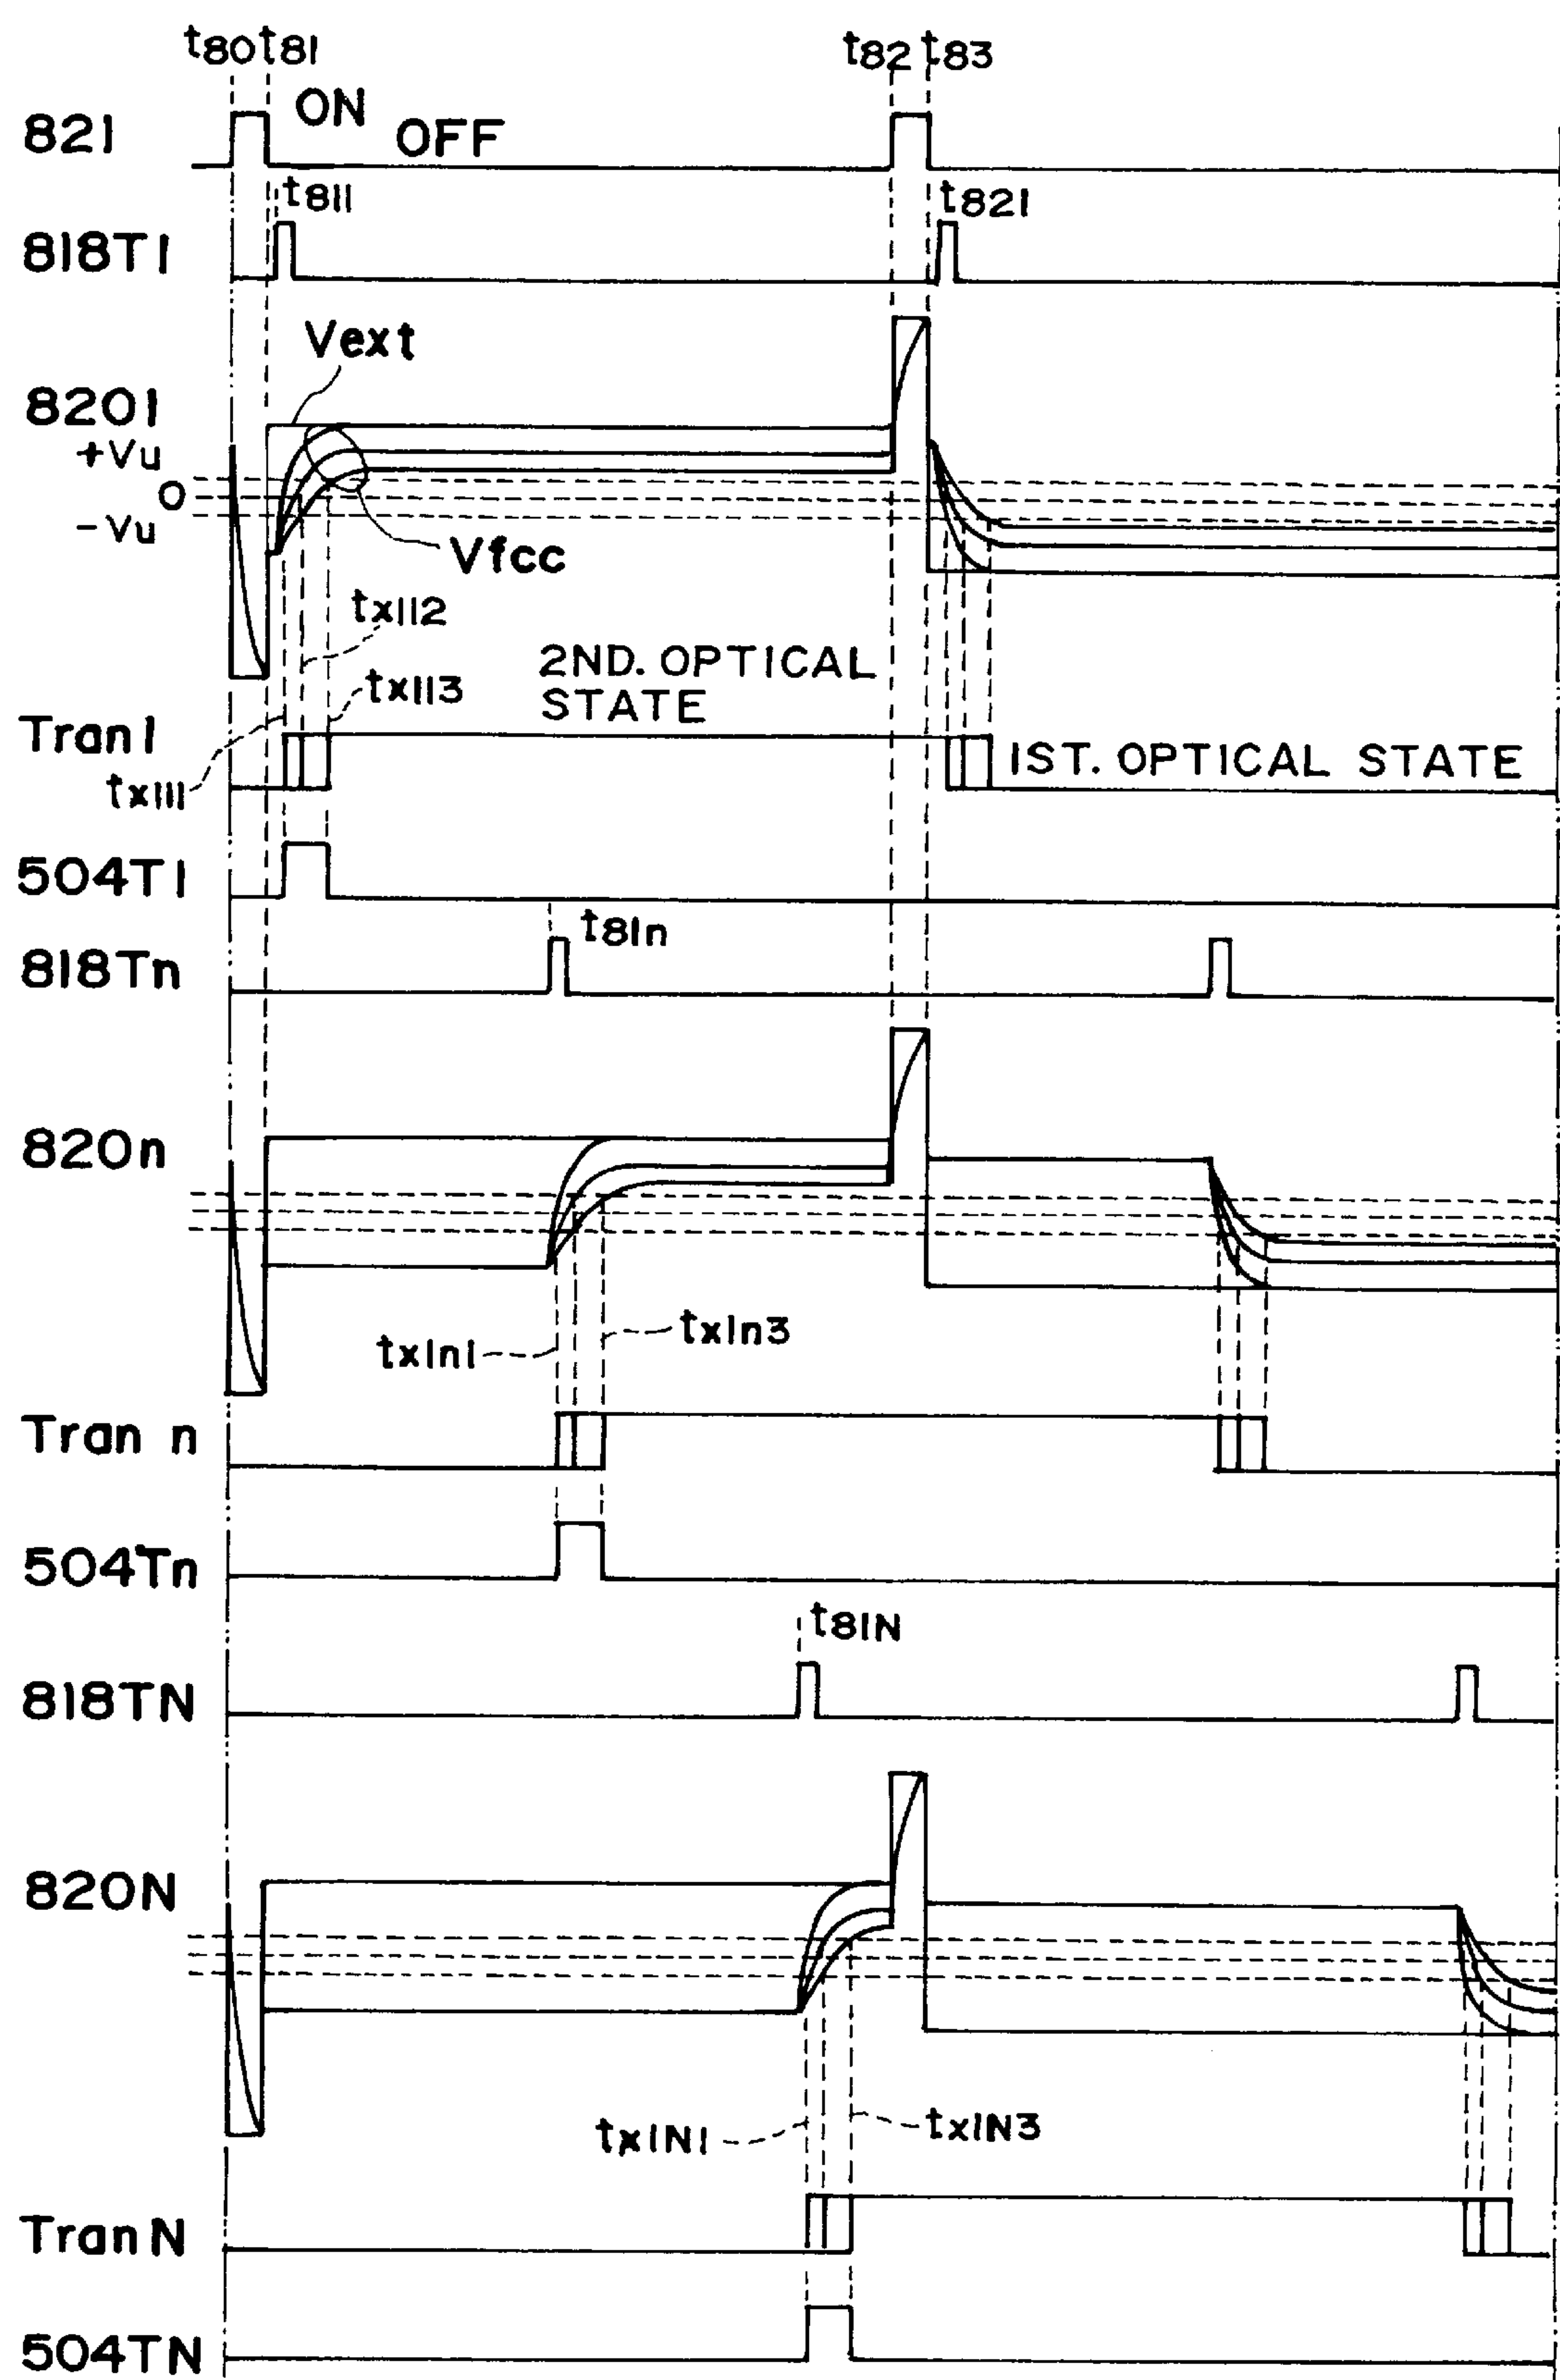 t80 t81 t82 t83
821 ON OFF
t811 t821
818T1
Vext
8201
+Vu
0
-Vu
Vfcc
tx112
2ND. OPTICAL STATE
tx113
Tran1
1ST. OPTICAL STATE
tx111
504T1
t81n
818Tn
820n
tx1n1 tx1n3
Tran n
504Tn
t81N
818TN
820N
tx1N1 tx1N3
TranN
504TN